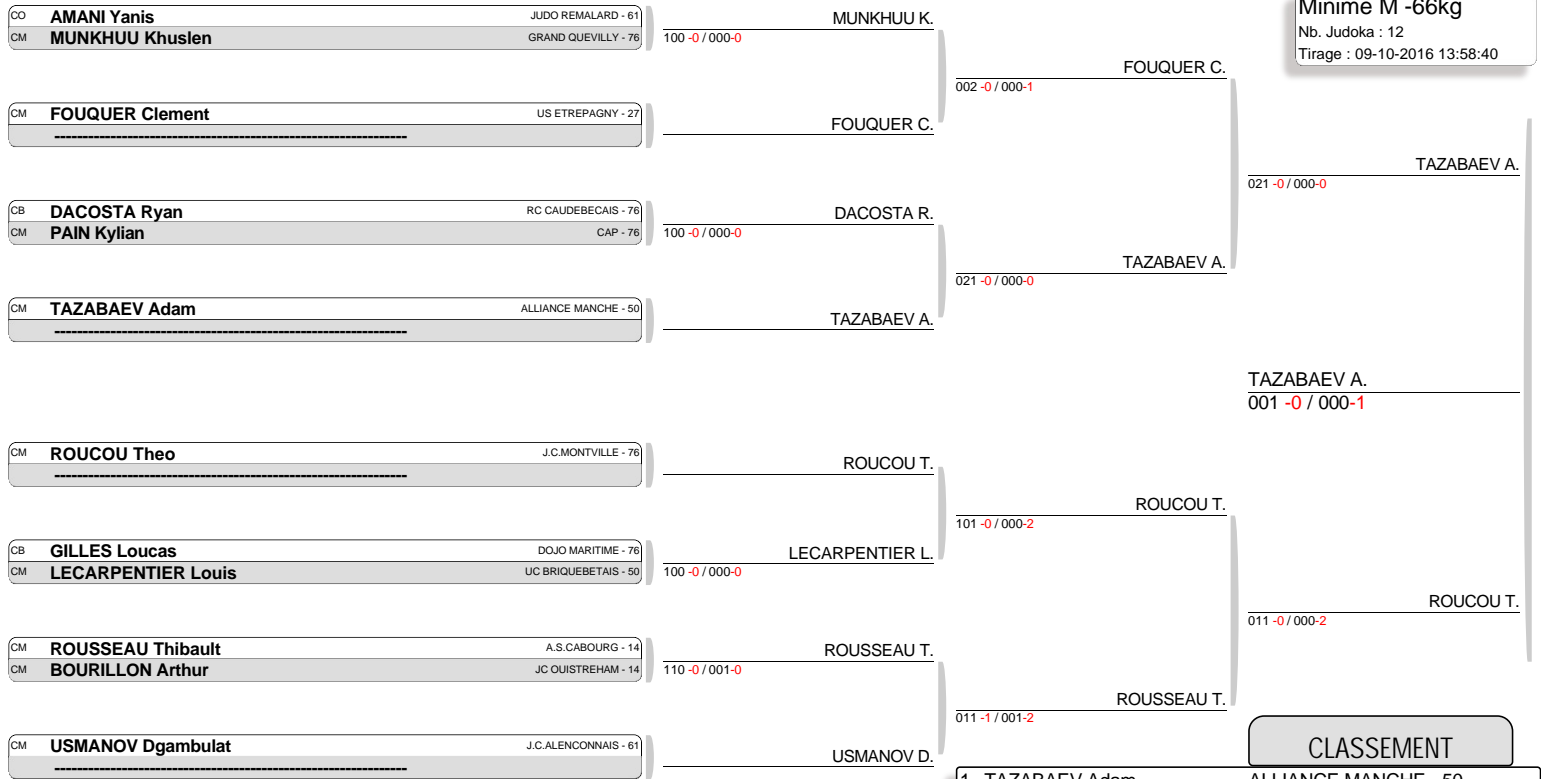 Minime M -66kg
Nb. Judoka : 12
Tirage : 09-10-2016 13:58:40
CO AMANI Yanis JUDO REMALARD - 61
CM MUNKHUU Khuslen GRAND QUEVILLY - 76
MUNKHUU K.
100 -0 / 000-0
FOUQUER C.
002 -0 / 000-1
CM FOUQUER Clement US ETREPAGNY - 27
----------------------------------------------------------------
FOUQUER C.
TAZABAEV A.
021 -0 / 000-0
CB DACOSTA Ryan RC CAUDEBECAIS - 76
CM PAIN Kylian CAP - 76
DACOSTA R.
100 -0 / 000-0
TAZABAEV A.
021 -0 / 000-0
CM TAZABAEV Adam ALLIANCE MANCHE - 50
----------------------------------------------------------------
TAZABAEV A.
TAZABAEV A.
001 -0 / 000-1
CM ROUCOU Theo J.C.MONTVILLE - 76
----------------------------------------------------------------
ROUCOU T.
ROUCOU T.
101 -0 / 000-2
CB GILLES Loucas DOJO MARITIME - 76
CM LECARPENTIER Louis UC BRIQUEBETAIS - 50
LECARPENTIER L.
100 -0 / 000-0
ROUCOU T.
011 -0 / 000-2
CM ROUSSEAU Thibault A.S.CABOURG - 14
CM BOURILLON Arthur JC OUISTREHAM - 14
ROUSSEAU T.
110 -0 / 001-0
ROUSSEAU T.
011 -1 / 001-2
CM USMANOV Dgambulat J.C.ALENCONNAIS - 61
----------------------------------------------------------------
USMANOV D.
CLASSEMENT
1 TAZABAEV Adam ALLIANCE MANCHE - 50